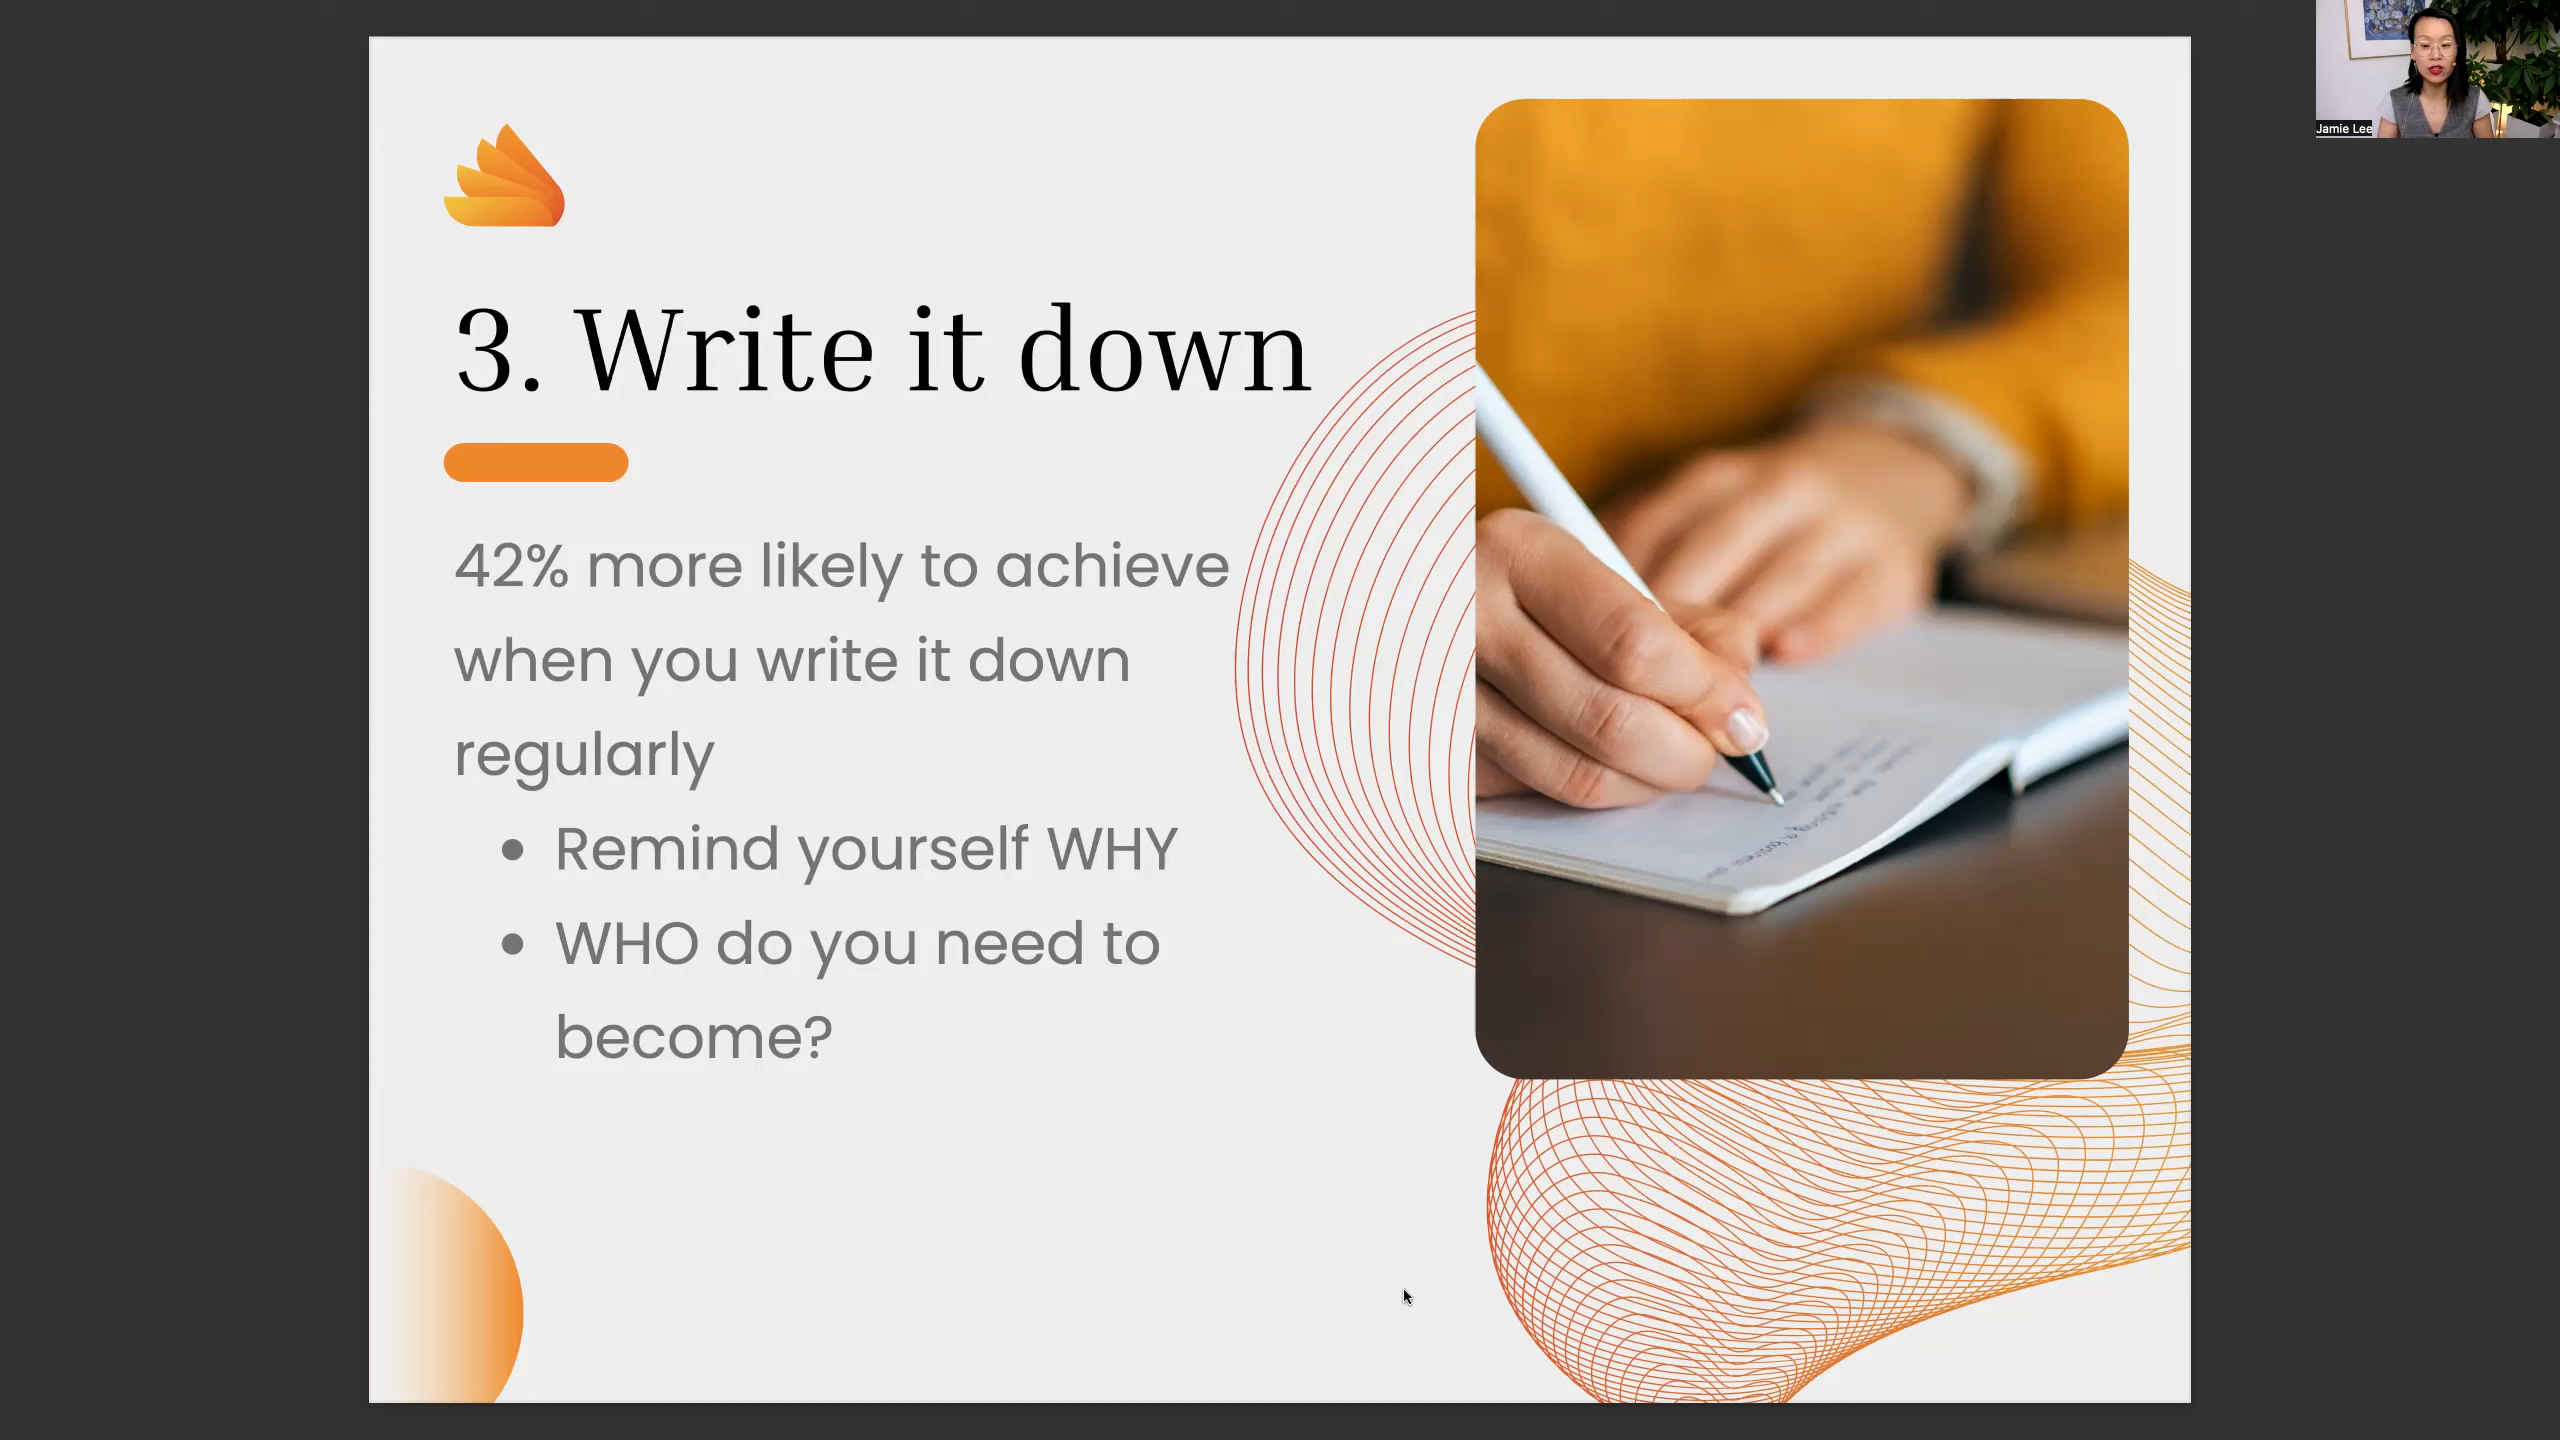 Jamie Lee
3. Write it down
42% more likely to achieve
when you write it down
regularly
• Remind yourself WHY
• WHO do you need to
become?